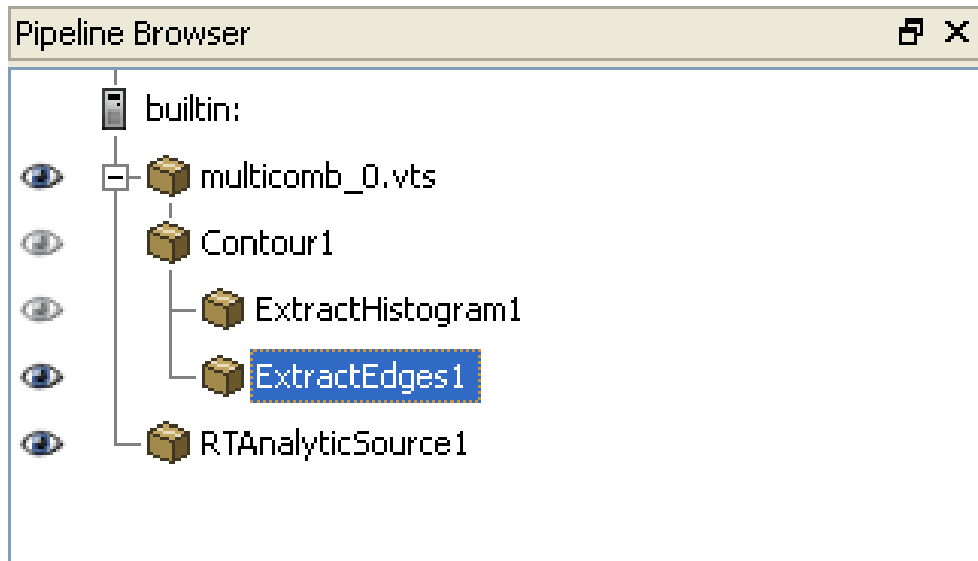 Pipeline Browser
builtin:
multicomb_0.vts
Contour1
ExtractHistogram1
ExtractEdges1
RTAnalyticSource1